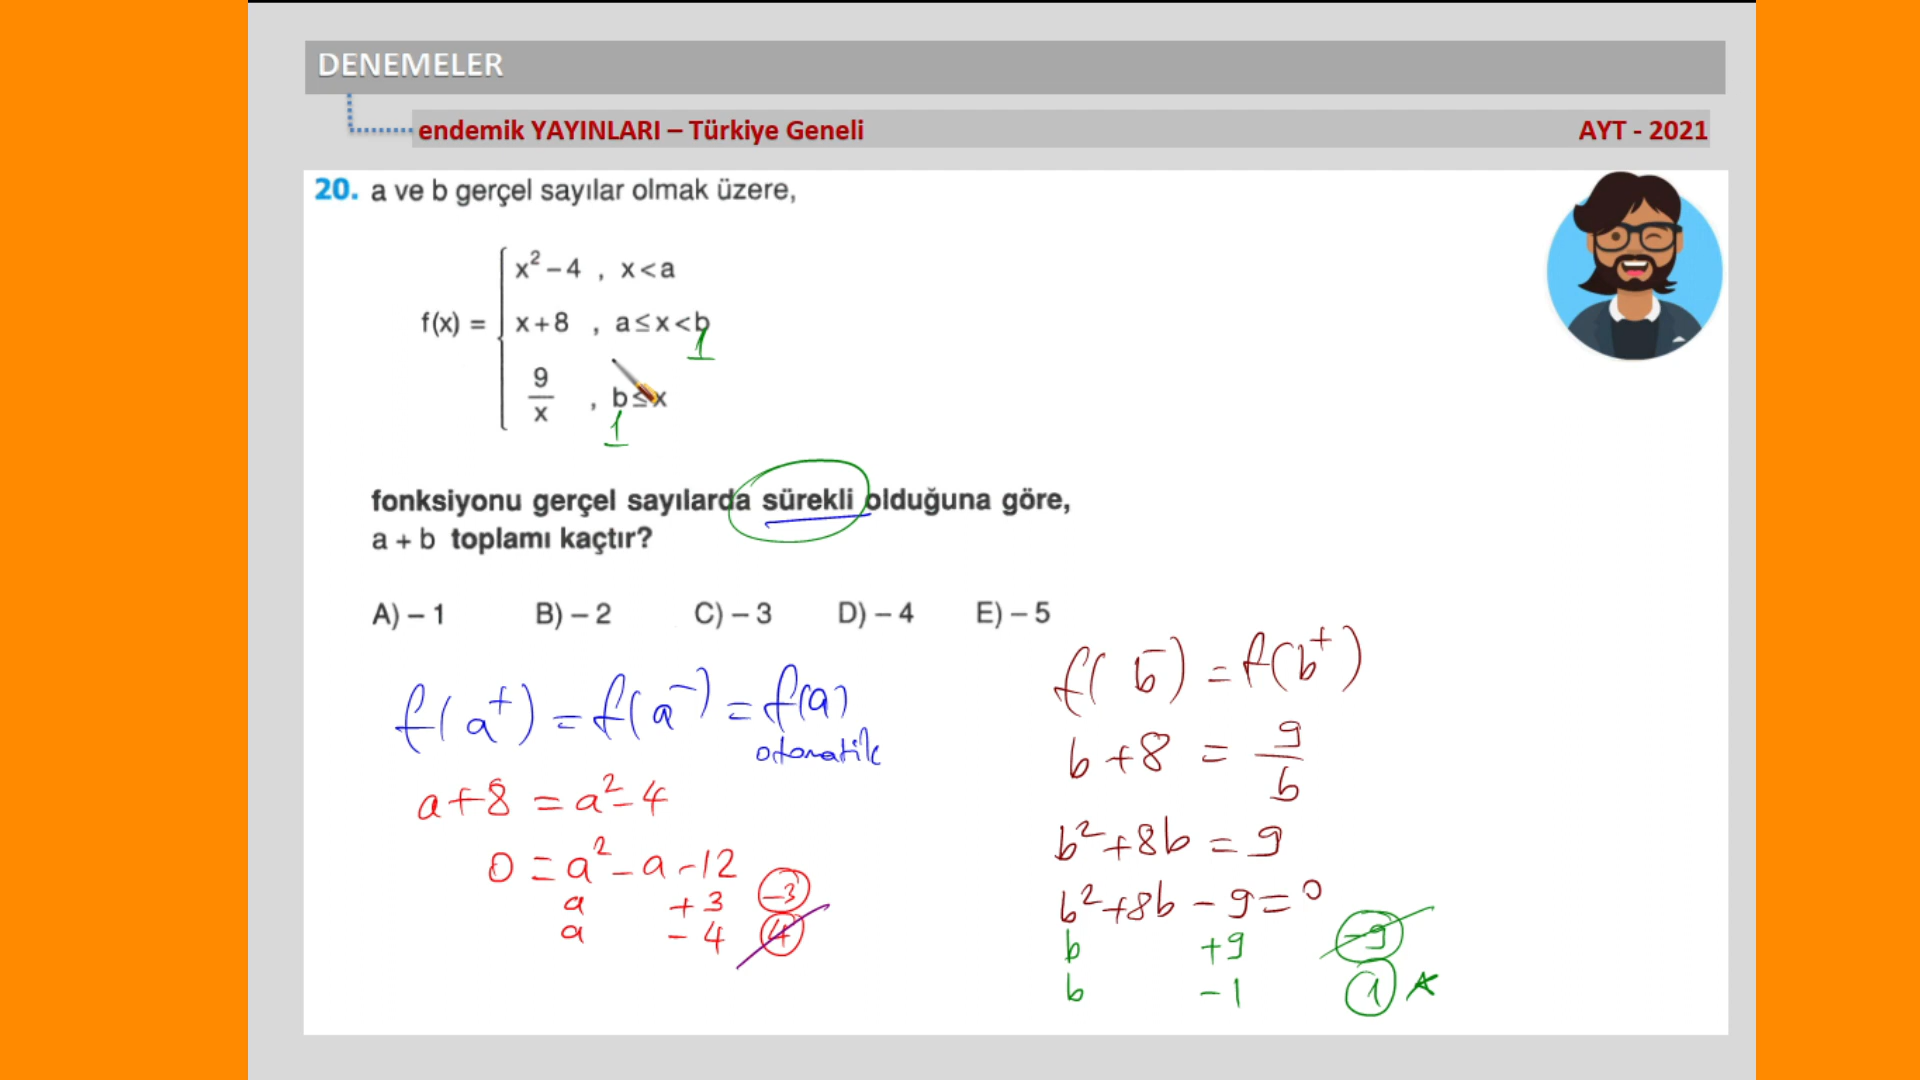 DENEMELER
endemik YAYINLARI – Türkiye Geneli
AYT - 2021
20. a ve b gerçel sayılar olmak üzere,
x² – 4 , x < a
f(x) = x + 8 , a ≤ x < b
1
9/x , b ≤ x
1
fonksiyonu gerçel sayılarda sürekli olduğuna göre,
a + b toplamı kaçtır?
A) – 1 B) – 2 C) – 3 D) – 4 E) – 5
f(a⁺) = f(a⁻) = f(a)
otomatik
a+8 = a²-4
0 = a² - a - 12
a +3 -3
a -4 4
f(b⁻) = f(b⁺)
b+8 = 9/b
b²+8b = 9
b²+8b-9=0
b +9 -9
b -1 1